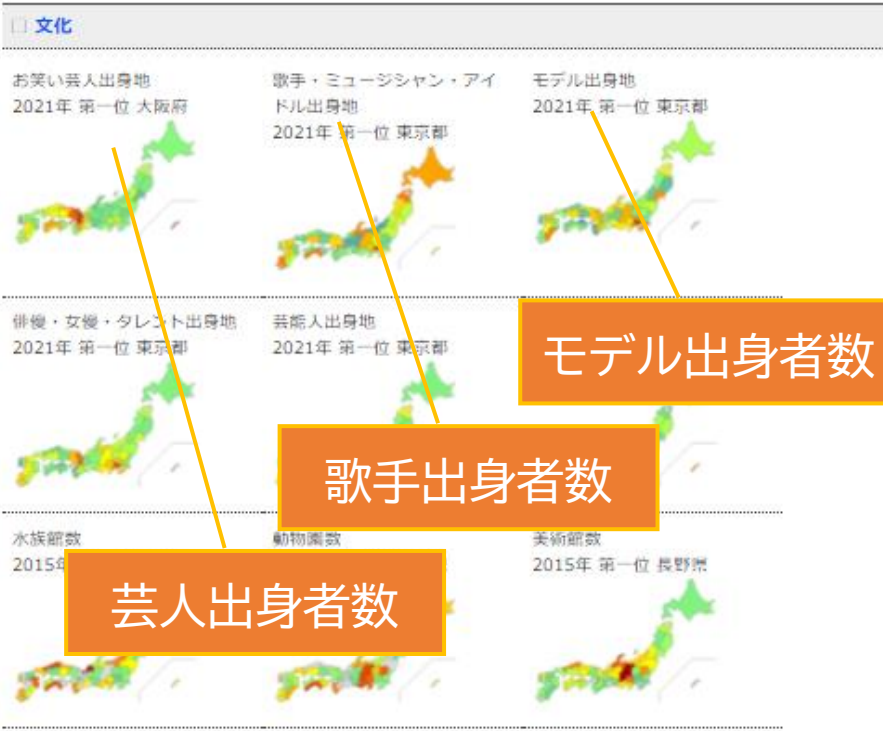 文化
お笑い芸人出身地
2021年 第一位 大阪府
歌手・ミュージシャン・アイ
ドル出身地
2021年 第一位 東京都
モデル出身地
2021年 第一位 東京都
俳優・女優・タレント出身地
2021年 第一位 東京都
芸能人出身地
2021年 第一位 東京都
モデル出身者数
歌手出身者数
水族館数
2015年
動物園数
美術館数
2015年 第一位 長野県
芸人出身者数